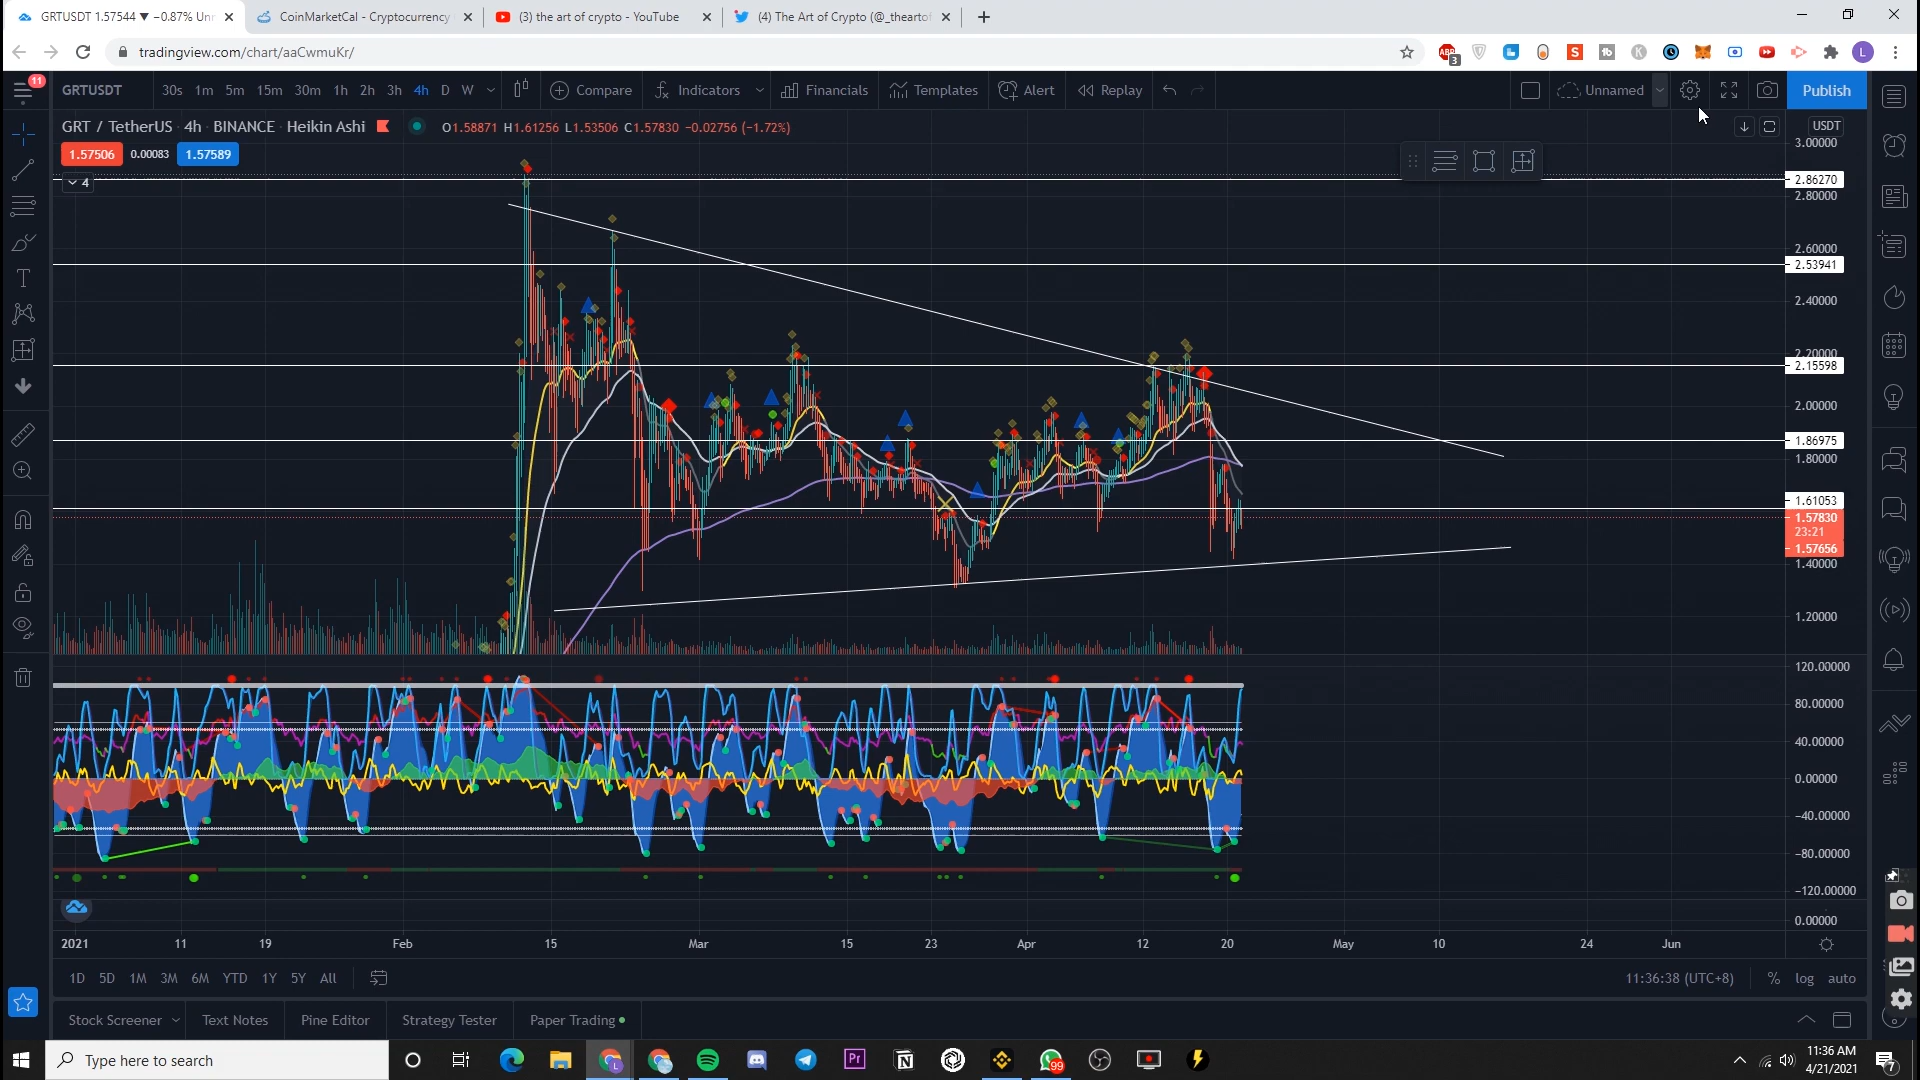 GRTUSDT 1.57544 ▼ −0.87% Unr
CoinMarketCal - Cryptocurrency
(3) the art of crypto - YouTube
(4) The Art of Crypto (@_theartof
tradingview.com/chart/aaCwmuKr/
11
GRTUSDT 30s 1m 5m 15m 30m 1h 2h 3h 4h D W Compare Indicators Financials Templates Alert Replay Unnamed Publish
GRT / TetherUS 4h BINANCE Heikin Ashi O1.58871 H1.61256 L1.53506 C1.57830 −0.02756 (−1.72%)
USDT
1.57506 0.00083 1.57589
4
3.00000
2.86270
2.80000
2.60000
2.53941
2.40000
2.20000
2.15598
2.00000
1.86975
1.80000
1.61053
1.57830
23:21
1.57656
1.40000
1.20000
120.00000
80.00000
40.00000
0.00000
−40.00000
−80.00000
−120.00000
0.00000
2021 11 19 Feb 15 Mar 15 23 Apr 12 20 May 10 24 Jun
1D 5D 1M 3M 6M YTD 1Y 5Y All
11:36:38 (UTC+8) % log auto
Stock Screener Text Notes Pine Editor Strategy Tester Paper Trading
Type here to search
99
11:36 AM
4/21/2021
7